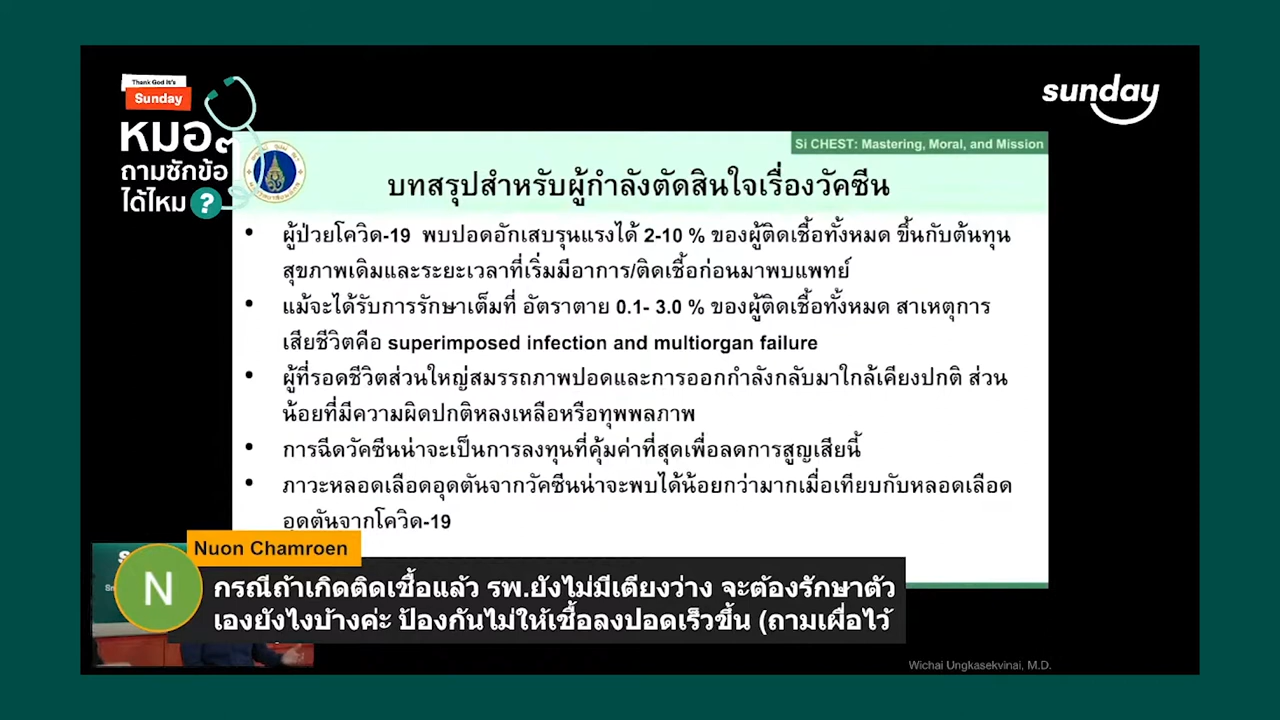 Thank God It's
Sunday
หมอๆ
ถามซักข้อ
ได้ไหม ?
sunday
Si CHEST: Mastering, Moral, and Mission
บทสรุปสำหรับผู้กำลังตัดสินใจเรื่องวัคซีน
• ผู้ป่วยโควิด-19 พบปอดอักเสบรุนแรงได้ 2-10 % ของผู้ติดเชื้อทั้งหมด ขึ้นกับต้นทุน
สุขภาพเดิมและระยะเวลาที่เริ่มมีอาการ/ติดเชื้อก่อนมาพบแพทย์
• แม้จะได้รับการรักษาเต็มที่ อัตราตาย 0.1- 3.0 % ของผู้ติดเชื้อทั้งหมด สาเหตุการ
เสียชีวิตคือ superimposed infection and multiorgan failure
• ผู้ที่รอดชีวิตส่วนใหญ่สมรรถภาพปอดและการออกกำลังกลับมาใกล้เคียงปกติ ส่วน
น้อยที่มีความผิดปกติหลงเหลือหรือทุพพลภาพ
• การฉีดวัคซีนน่าจะเป็นการลงทุนที่คุ้มค่าที่สุดเพื่อลดการสูญเสียนี้
• ภาวะหลอดเลือดอุดตันจากวัคซีนน่าจะพบได้น้อยกว่ามากเมื่อเทียบกับหลอดเลือด
อุดตันจากโควิด-19
Nuon Chamroen
N
กรณีถ้าเกิดติดเชื้อแล้ว รพ.ยังไม่มีเตียงว่าง จะต้องรักษาตัว
เองยังไงบ้างค่ะ ป้องกันไม่ให้เชื้อลงปอดเร็วขึ้น (ถามเผื่อไว้
Wichai Ungkasekvinai, M.D.